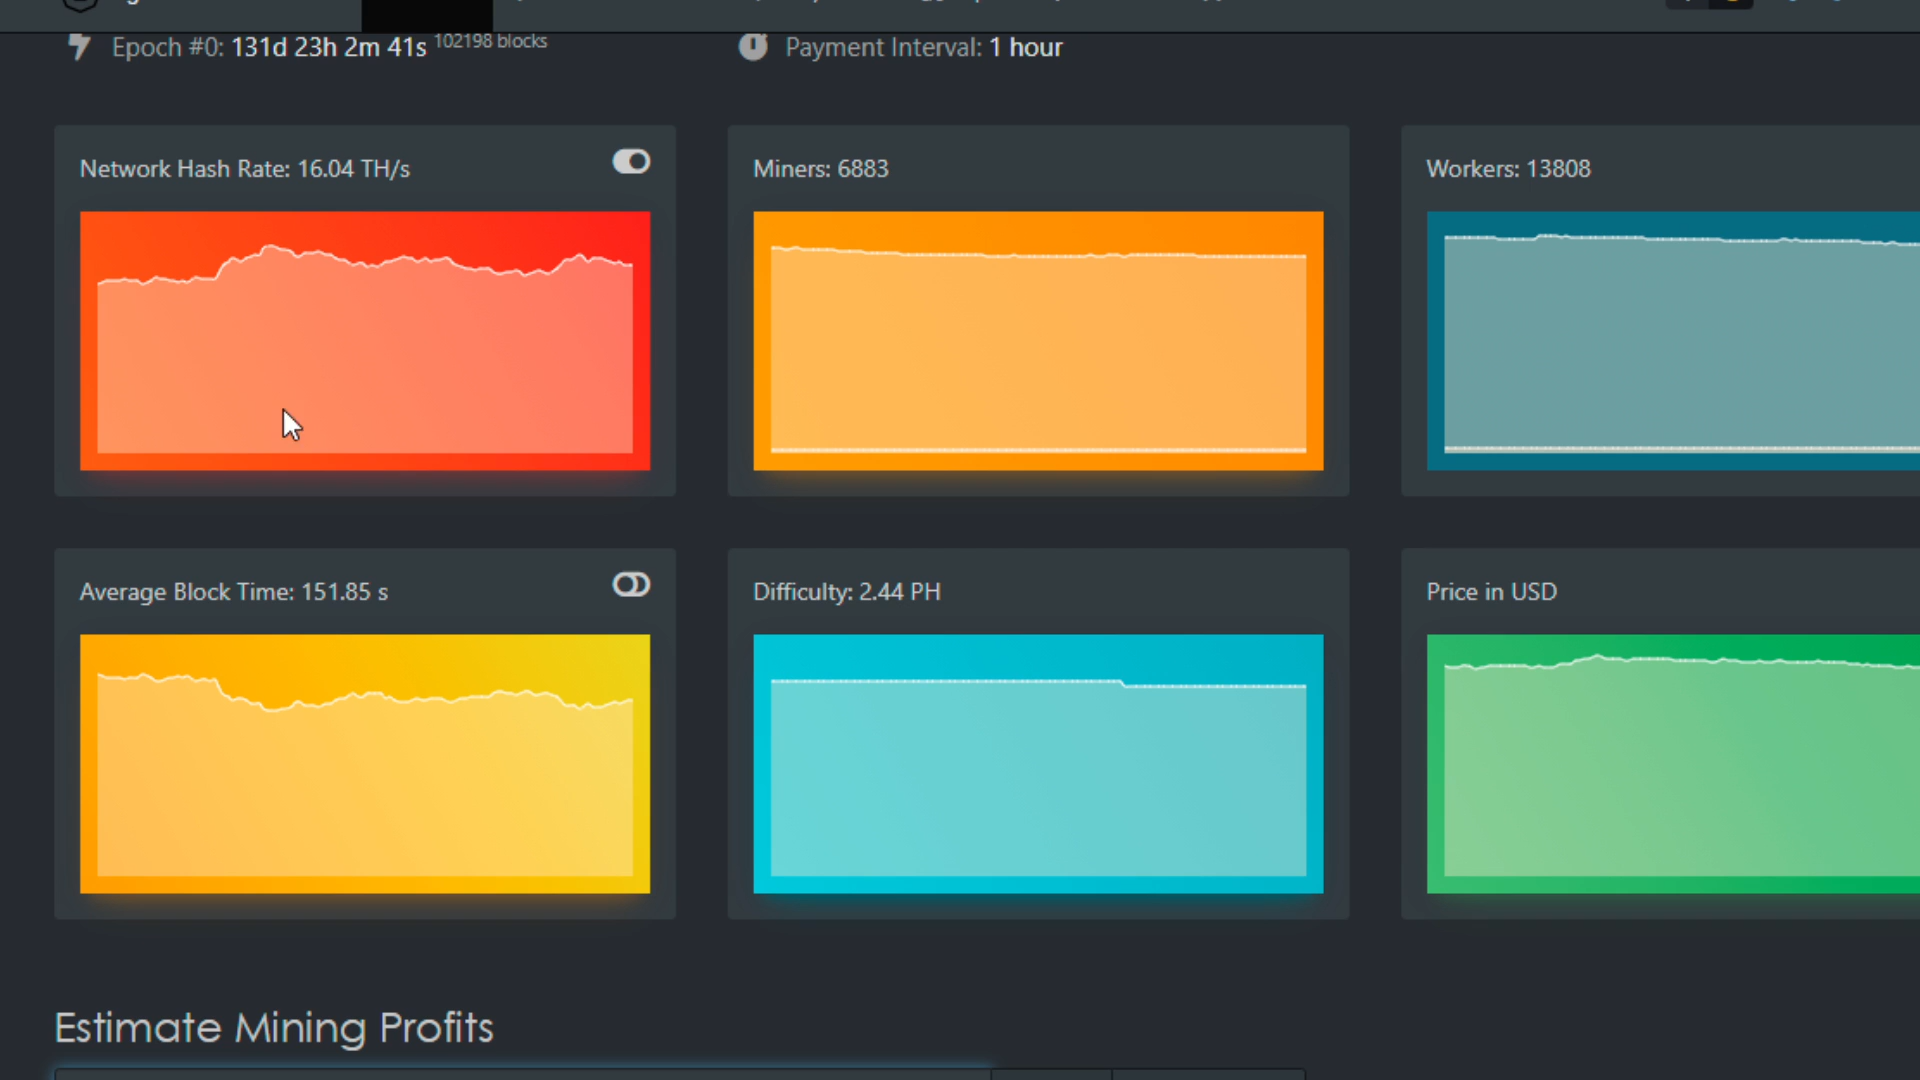 Epoch #0: 131d 23h 2m 41s 102198 blocks
Payment Interval: 1 hour
Network Hash Rate: 16.04 TH/s
Miners: 6883
Workers: 13808
Average Block Time: 151.85 s
Difficulty: 2.44 PH
Price in USD
Estimate Mining Profits